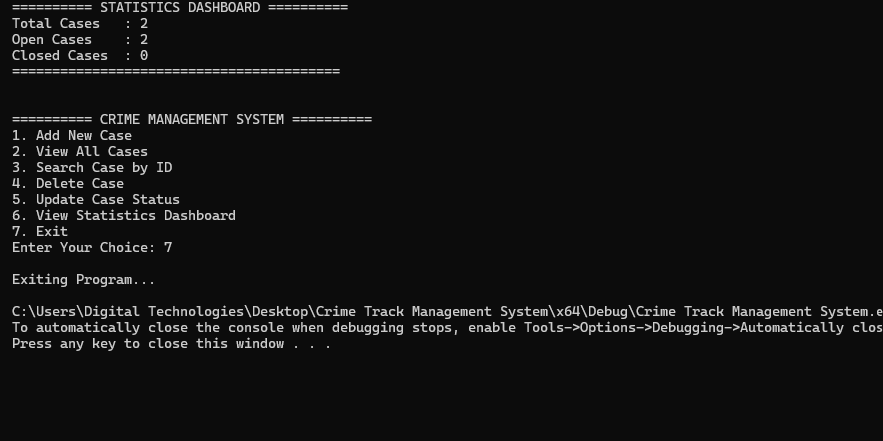 ========== STATISTICS DASHBOARD ==========
Total Cases   : 2
Open Cases    : 2
Closed Cases  : 0
=========================================
========== CRIME MANAGEMENT SYSTEM ==========
1. Add New Case
2. View All Cases
3. Search Case by ID
4. Delete Case
5. Update Case Status
6. View Statistics Dashboard
7. Exit
Enter Your Choice: 7
Exiting Program...
C:\Users\Digital Technologies\Desktop\Crime Track Management System\x64\Debug\Crime Track Management System.e
To automatically close the console when debugging stops, enable Tools->Options->Debugging->Automatically clos
Press any key to close this window . . .